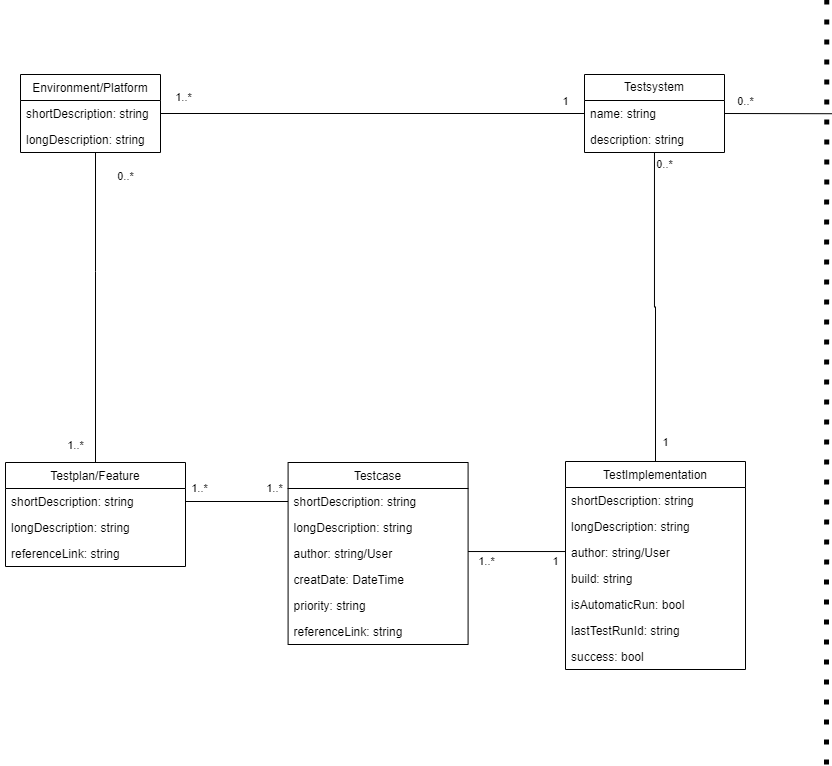 Environment/Platform
shortDescription: string
longDescription: string
1..*
1
Testsystem
name: string
description: string
0..*
0..*
0..*
1..*
1
Testplan/Feature
shortDescription: string
longDescription: string
referenceLink: string
1..*
1..*
Testcase
shortDescription: string
longDescription: string
author: string/User
creatDate: DateTime
priority: string
referenceLink: string
1..*
1
TestImplementation
shortDescription: string
longDescription: string
author: string/User
build: string
isAutomaticRun: bool
lastTestRunId: string
success: bool